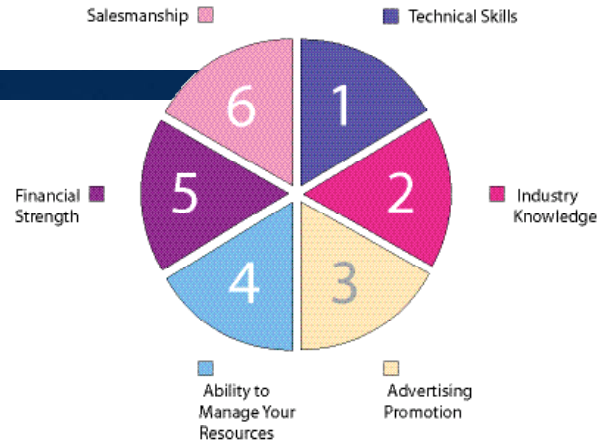 Salesmanship
Technical Skills
6
1
Financial
Strength
5
2
Industry
Knowledge
4
3
Ability to
Manage Your
Resources
Advertising
Promotion